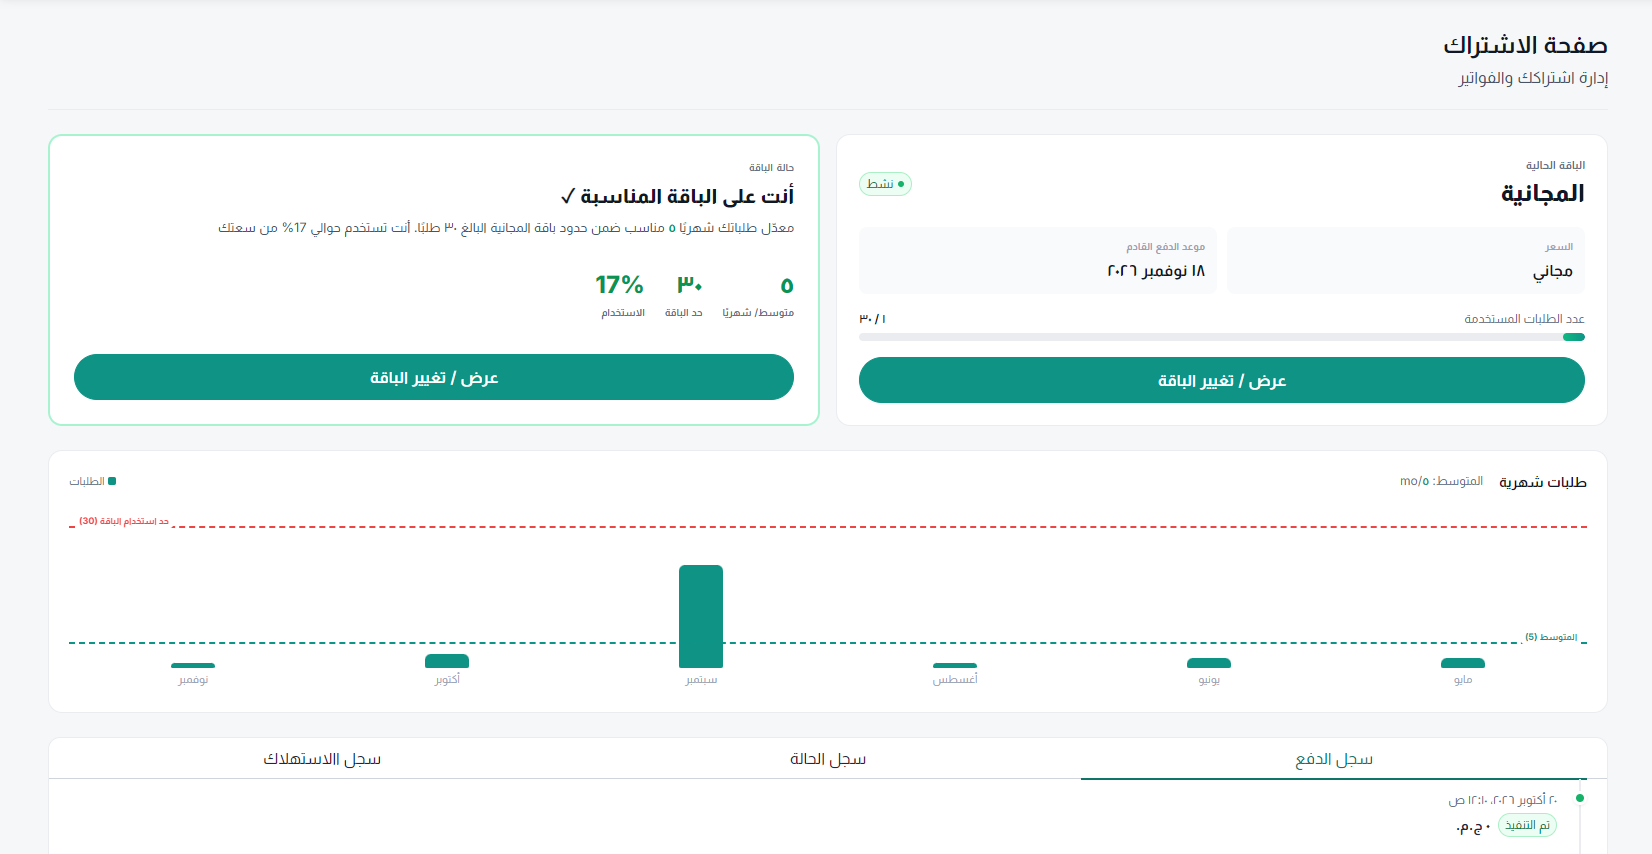 صفحة الاشتراك
إدارة اشتراكك والفواتير
الباقة الحالية
المجانية
نشط
السعر
مجاني
موعد الدفع القادم
١٨ نوفمبر ٢٠٢٦
عدد الطلبات المستخدمة
١ / ٣٠
عرض / تغيير الباقة
حالة الباقة
أنت على الباقة المناسبة ✓
معدّل طلباتك شهريًا ٥ مناسب ضمن حدود باقة المجانية البالغ ٣٠ طلبًا. أنت تستخدم حوالي 17% من سعتك
٥
متوسط/ شهريًا
٣٠
حد الباقة
17%
الاستخدام
عرض / تغيير الباقة
طلبات شهرية
المتوسط: ٥/mo
الطلبات
حد استخدام الباقة (30)
المتوسط (5)
مايو
يونيو
أغسطس
سبتمبر
أكتوبر
نوفمبر
سجل الدفع
سجل الحالة
سجل االاستهلاك
٢٠ أكتوبر ٢٠٢٦، ١٢:١٠ ص
تم التنفيذ
٠ ج.م.